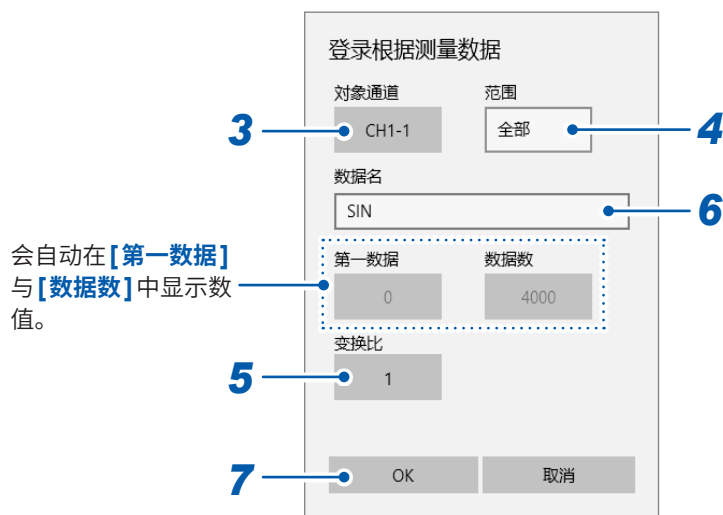 登录根据测量数据
对象通道 范围
3 CH1-1 全部 4
数据名
SIN 6
会自动在[第一数据]
与[数据数]中显示数
值。
第一数据 数据数
0 4000
变换比
5 1
7 OK 取消